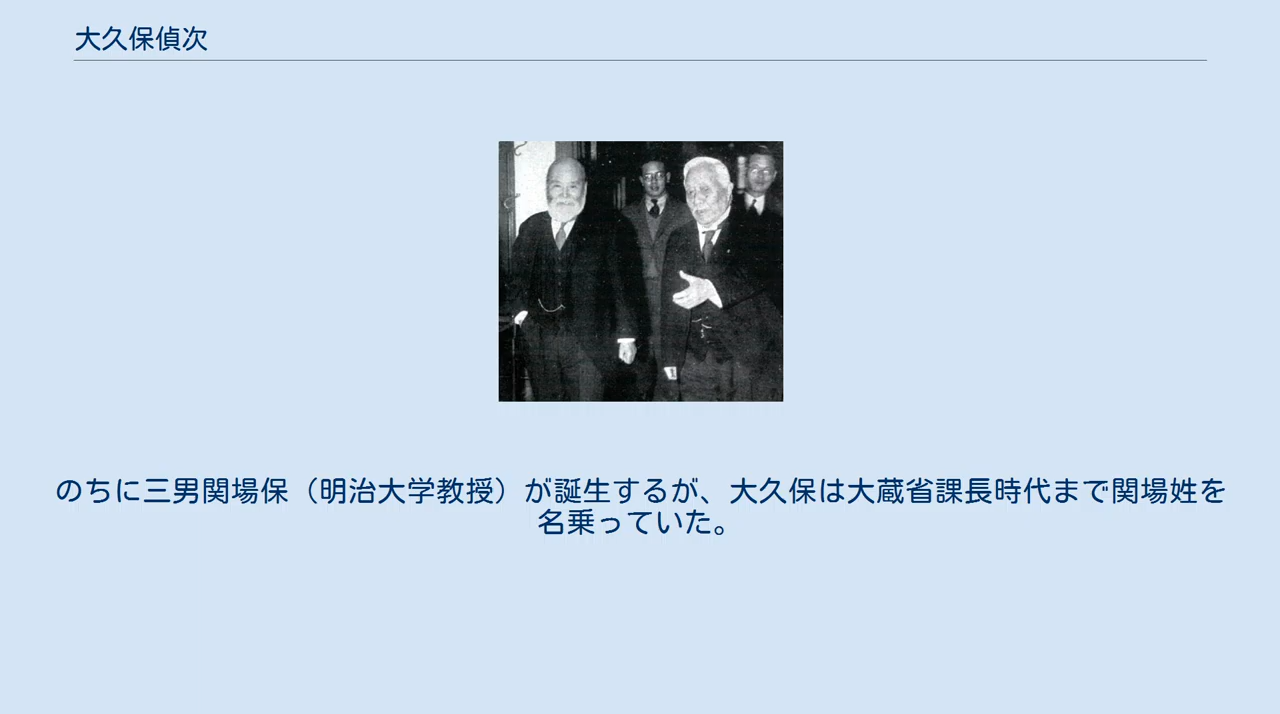 大久保偵次
のちに三男関場保（明治大学教授）が誕生するが、大久保は大蔵省課長時代まで関場姓を
名乗っていた。